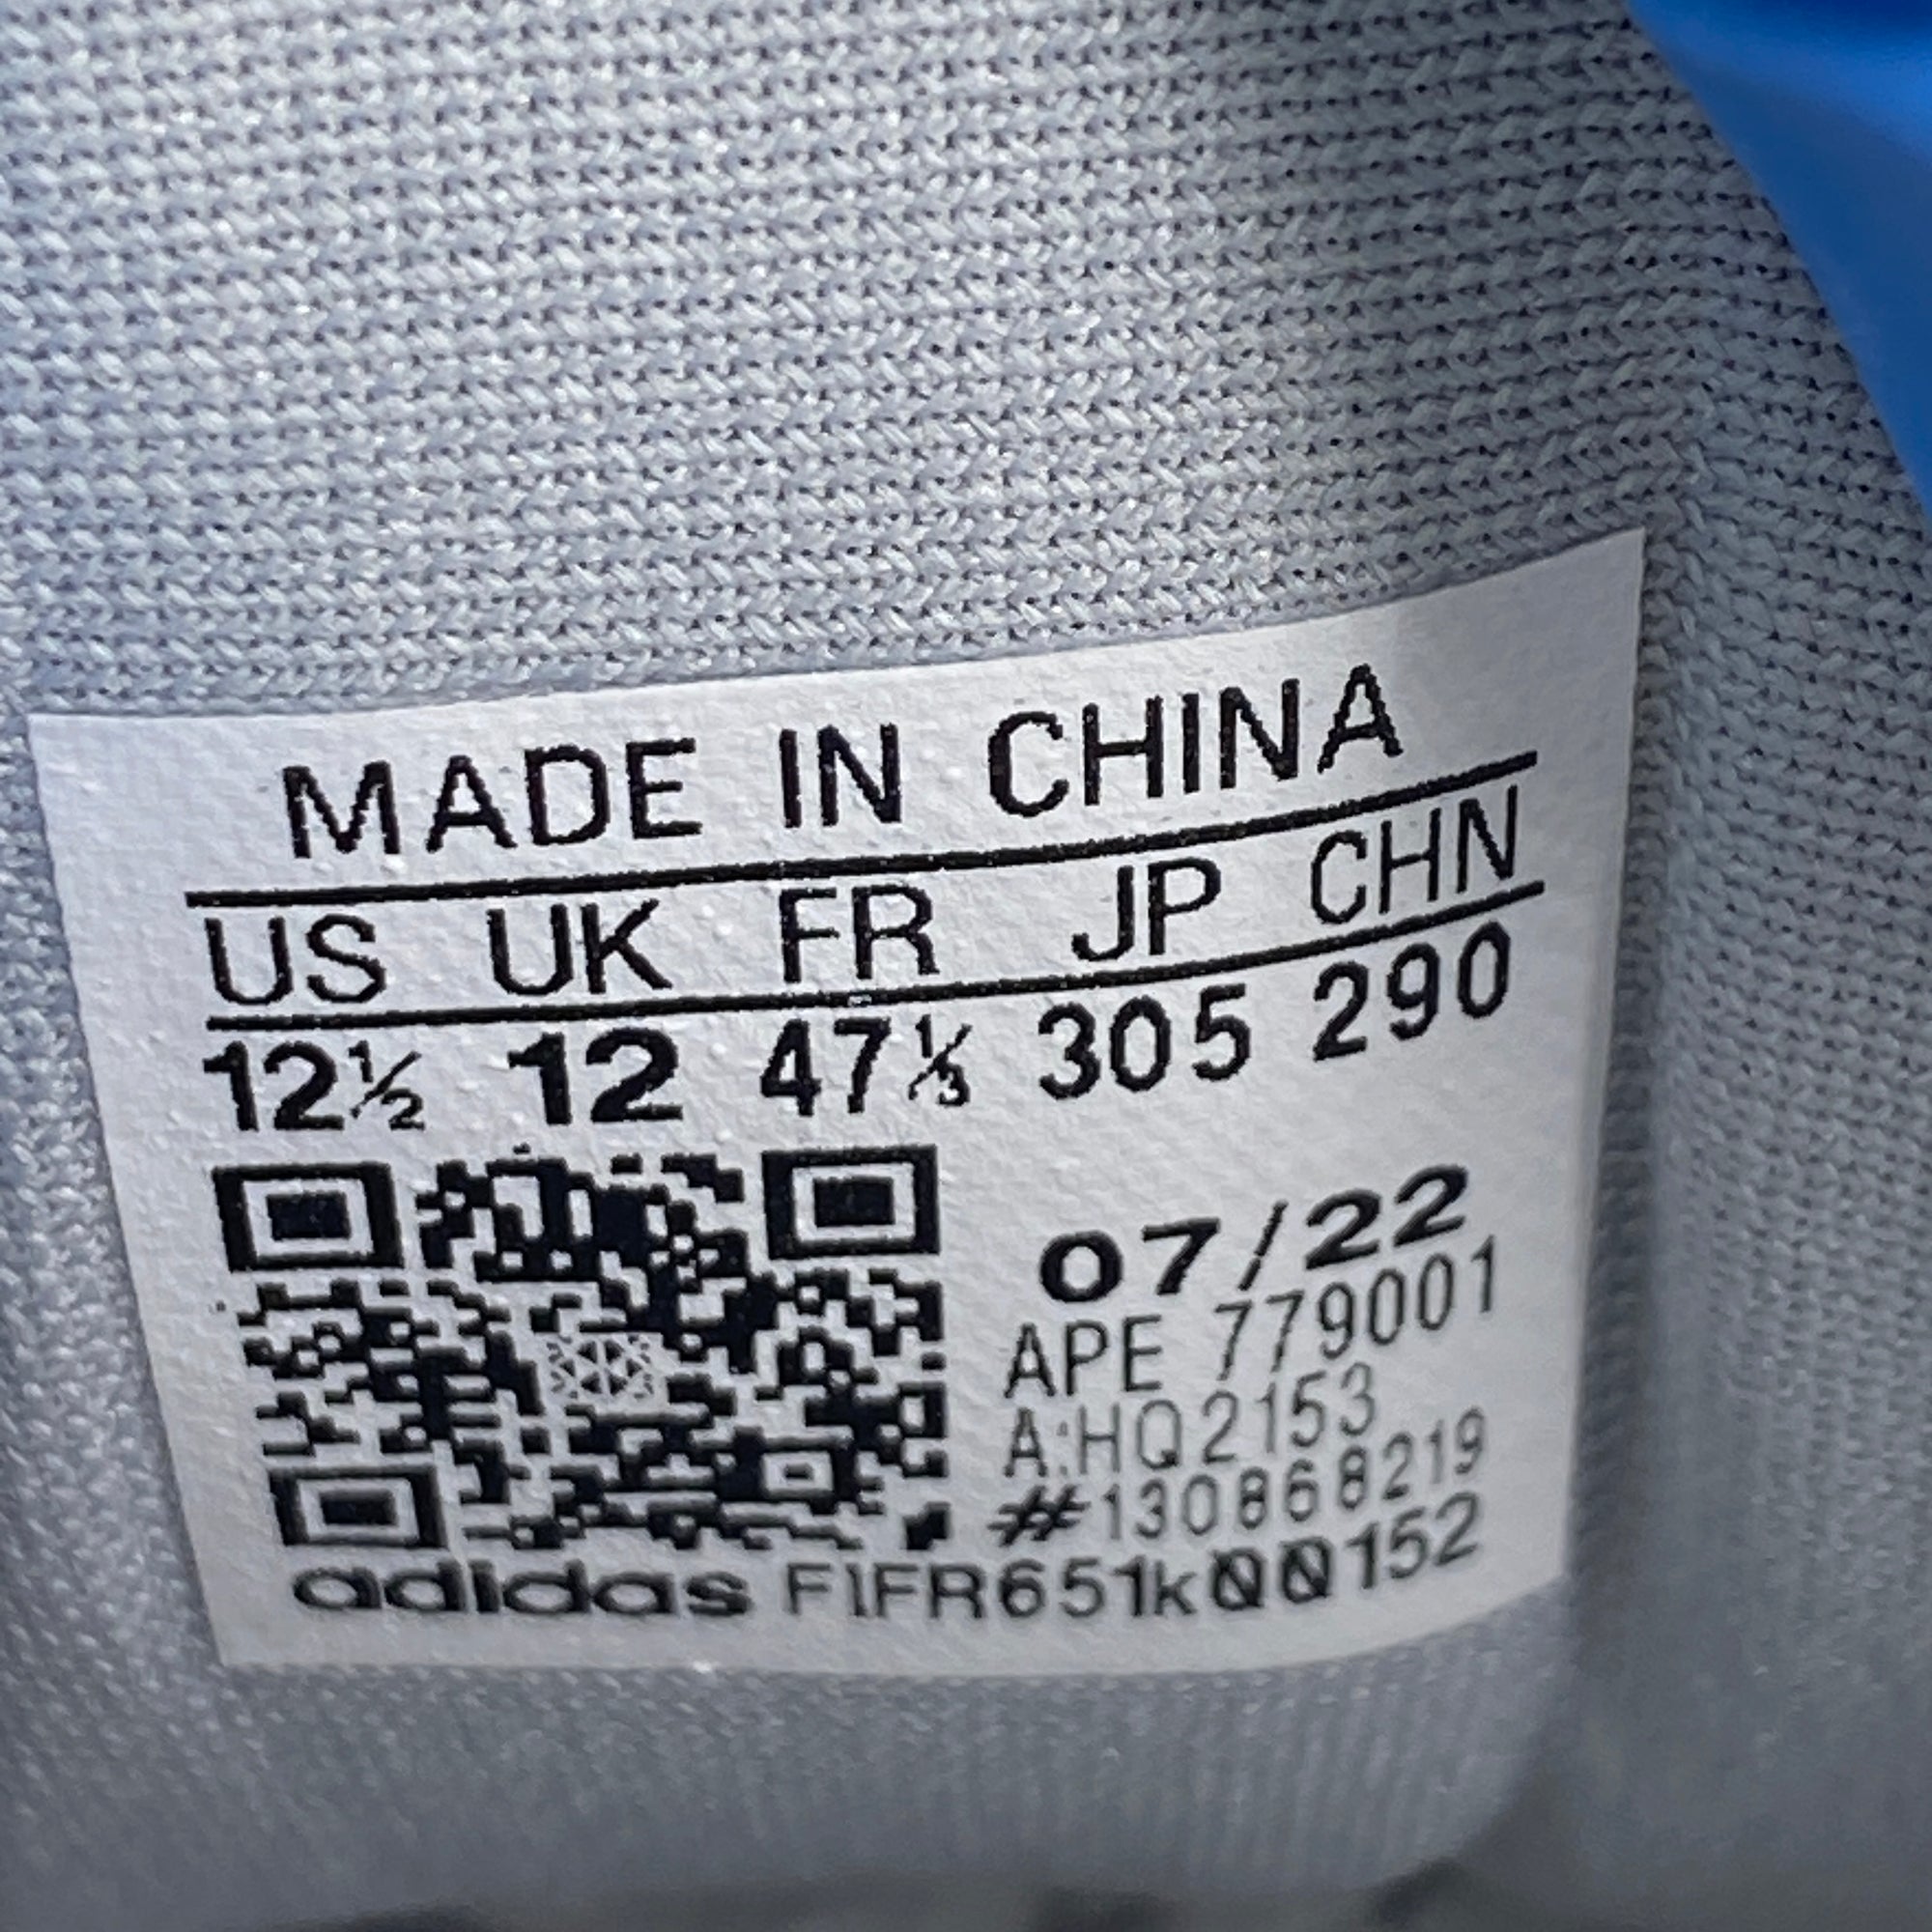 MADE IN CHINA
US UK FR JP CHN
12½ 12 47⅓ 305 290
07/22
APE 779001
A:HQ2153
#130868219
adidas F1FR651k00152